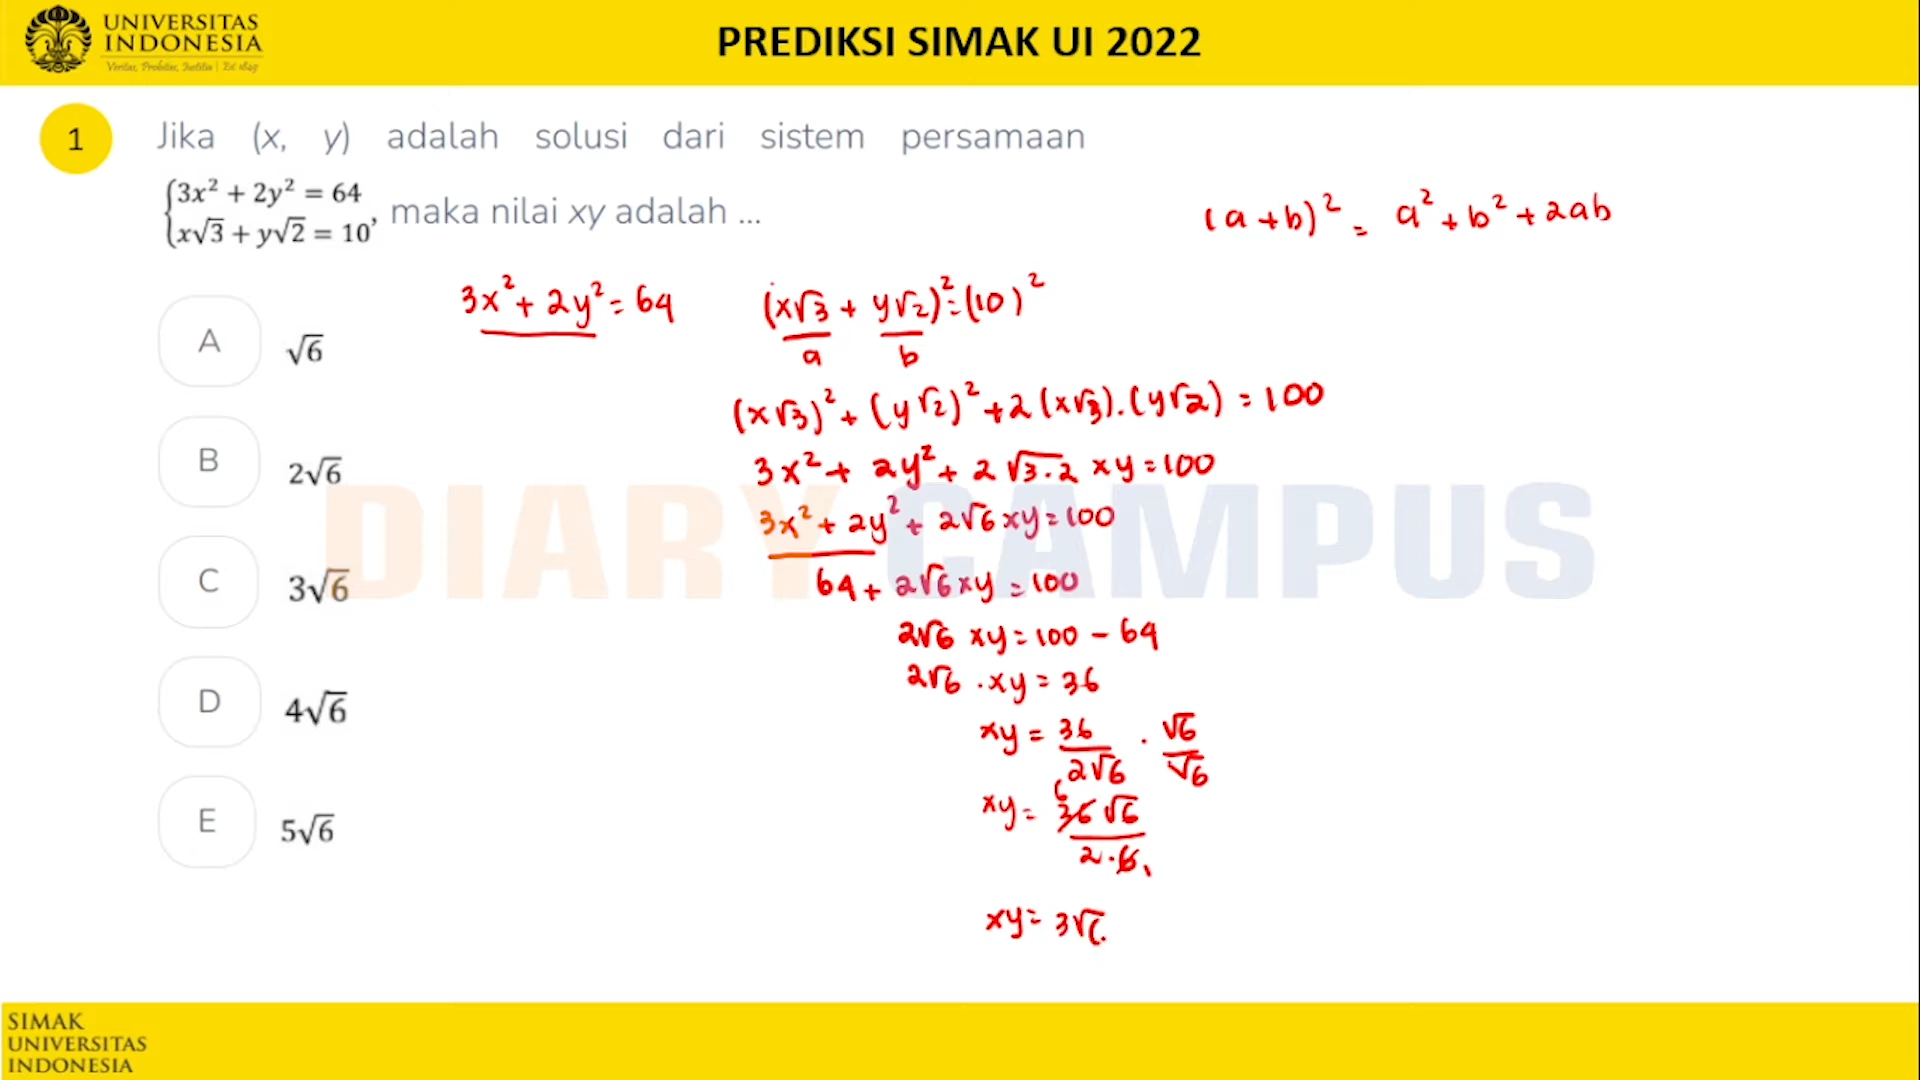 UNIVERSITAS
INDONESIA
Veritas, Probitas, Iustitia | Est 1849
PREDIKSI SIMAK UI 2022
1
Jika (x, y) adalah solusi dari sistem persamaan
{3x² + 2y² = 64
x√3 + y√2 = 10, maka nilai xy adalah ...
A √6
B 2√6
C 3√6
D 4√6
E 5√6
(a+b)² = a² + b² + 2ab
3x² + 2y² = 64
(x√3 + y√2)² = (10)²
a b
(x√3)² + (y√2)² + 2(x√3).(y√2) = 100
3x² + 2y² + 2√3.2 xy = 100
3x² + 2y² + 2√6 xy = 100
64 + 2√6 xy = 100
2√6 xy = 100 - 64
2√6 . xy = 36
xy = 36/2√6 . √6/√6
xy = 36√6/2.6
6 1
xy = 3√6
DIARY CAMPUS
SIMAK
UNIVERSITAS
INDONESIA